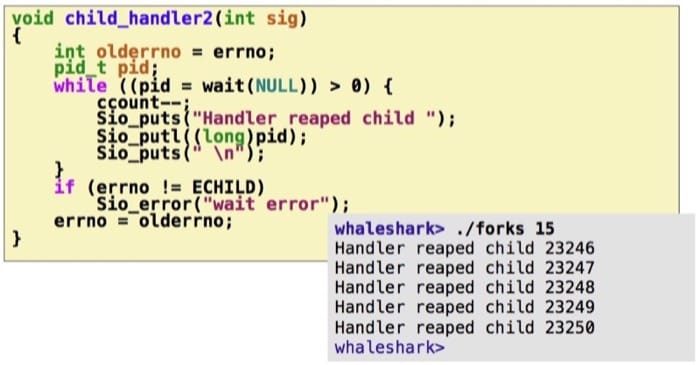 void child_handler2(int sig)
{
    int olderrno = errno;
    pid_t pid;
    while ((pid = wait(NULL)) > 0) {
        ccount--;
        Sio_puts("Handler reaped child ");
        Sio_putl((long)pid);
        Sio_puts(" \n");
    }
    if (errno != ECHILD)
        Sio_error("wait error");
    errno = olderrno;
}
whaleshark> ./forks 15
Handler reaped child 23246
Handler reaped child 23247
Handler reaped child 23248
Handler reaped child 23249
Handler reaped child 23250
whaleshark>